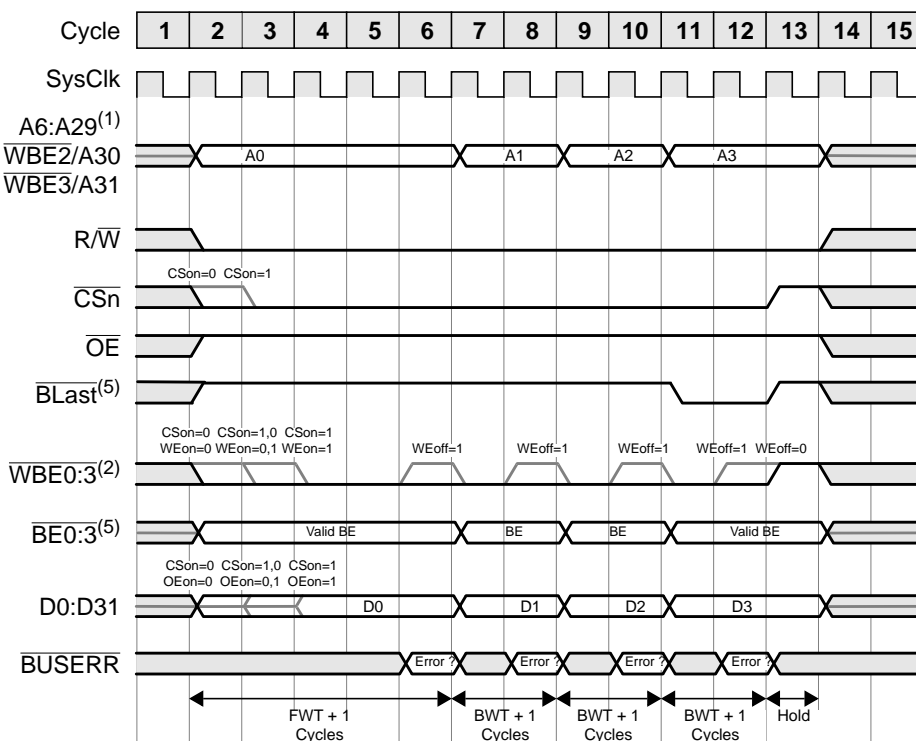 Cycle 1 2 3 4 5 6 7 8 9 10 11 12 13 14 15
SysClk
A6:A29(1)
WBE2/A30 A0 A1 A2 A3
WBE3/A31
R/W
CSon=0 CSon=1
CSn
OE
BLast(5)
CSon=0 CSon=1,0 CSon=1
WEon=0 WEon=0,1 WEon=1 WEoff=1 WEoff=1 WEoff=1 WEoff=1 WEoff=0
WBE0:3(2)
BE0:3(5) Valid BE BE BE Valid BE
CSon=0 CSon=1,0 CSon=1
OEon=0 OEon=0,1 OEon=1
D0:D31 D0 D1 D2 D3
BUSERR Error ? Error ? Error ? Error ?
FWT + 1 BWT + 1 BWT + 1 BWT + 1 Hold
Cycles Cycles Cycles Cycles